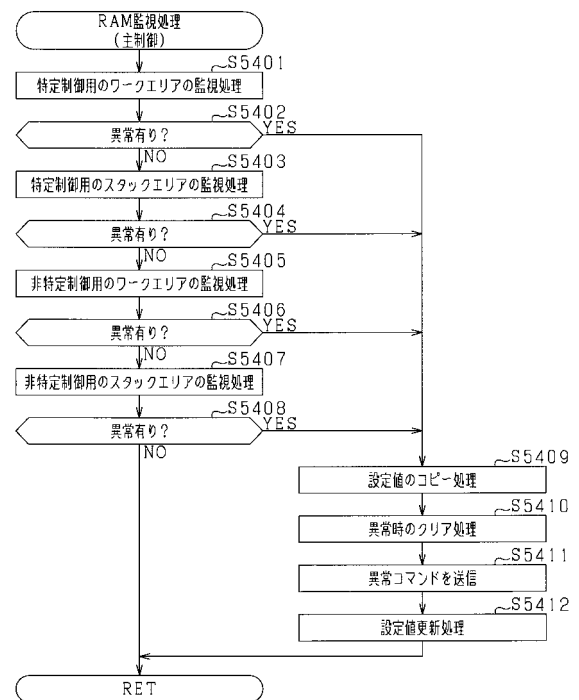 RAM監視処理
(主制御)
S5401
特定制御用のワークエリアの監視処理
S5402
異常有り?
YES
NO
S5403
特定制御用のスタックエリアの監視処理
S5404
異常有り?
YES
NO
S5405
非特定制御用のワークエリアの監視処理
S5406
異常有り?
YES
NO
S5407
非特定制御用のスタックエリアの監視処理
S5408
異常有り?
YES
NO
S5409
設定値のコピー処理
S5410
異常時のクリア処理
S5411
異常コマンドを送信
S5412
設定値更新処理
RET